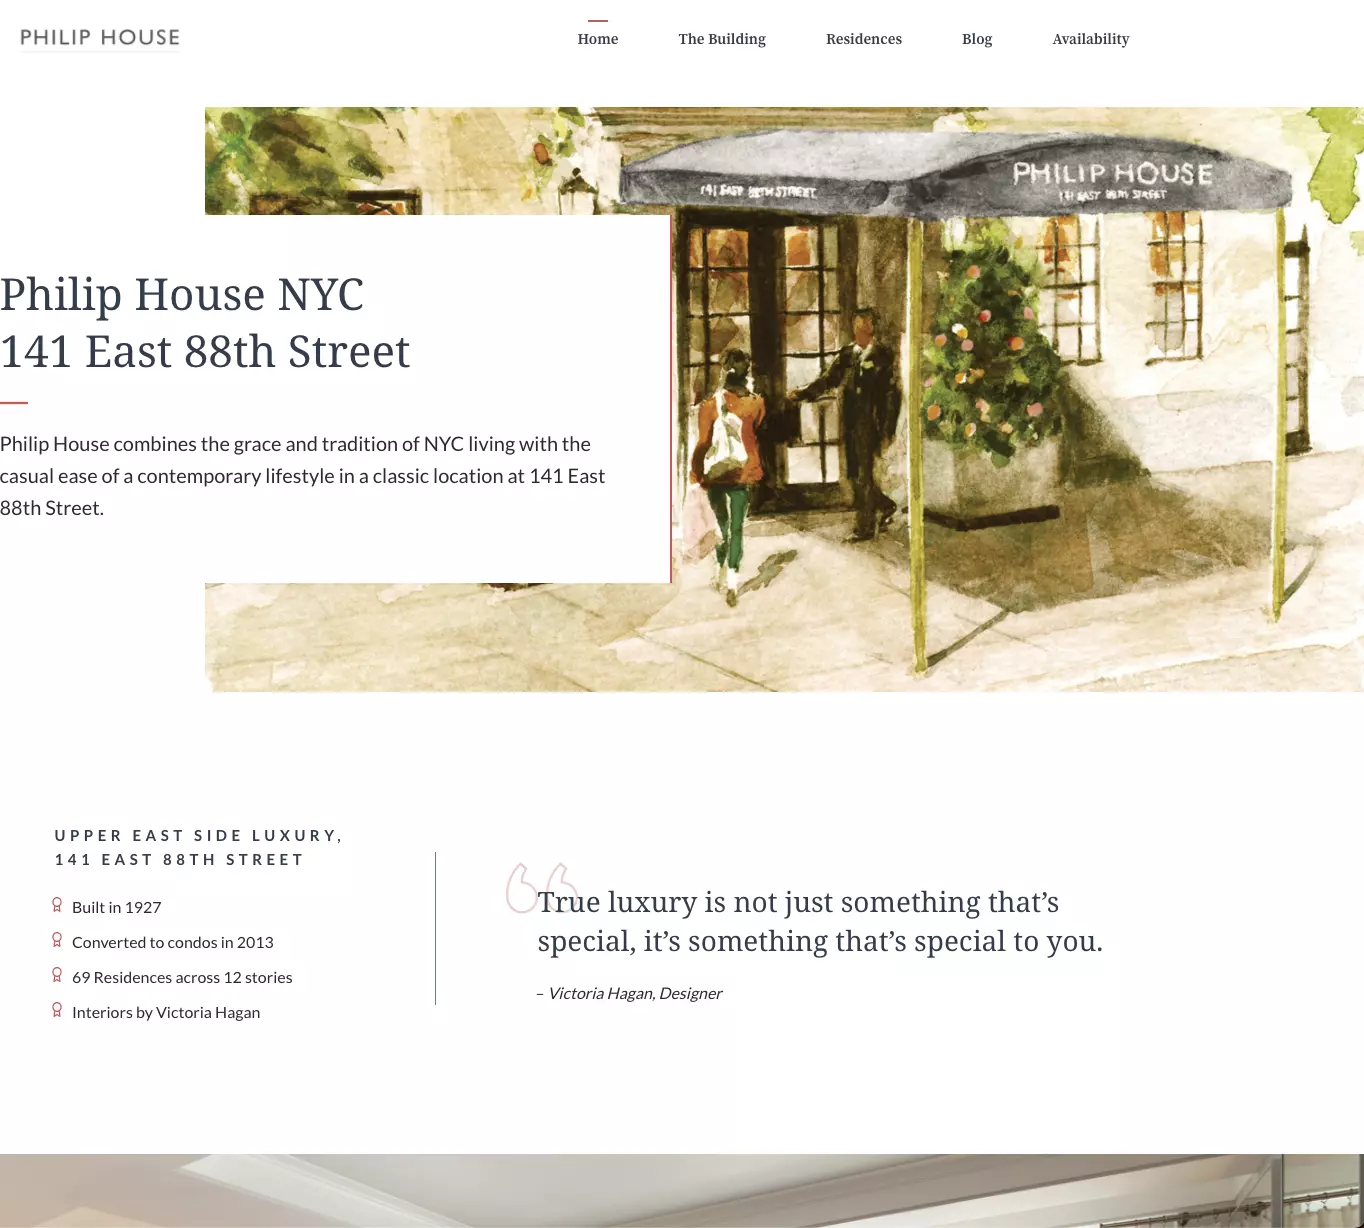 PHILIP HOUSE
Home
The Building
Residences
Blog
Availability
PHILIP HOUSE
141 EAST 88TH STREET
141 EAST 88TH STREET
Philip House NYC
141 East 88th Street
Philip House combines the grace and tradition of NYC living with the
casual ease of a contemporary lifestyle in a classic location at 141 East
88th Street.
UPPER EAST SIDE LUXURY,
141 EAST 88TH STREET
Built in 1927
Converted to condos in 2013
69 Residences across 12 stories
Interiors by Victoria Hagan
“
True luxury is not just something that’s
special, it’s something that’s special to you.
– Victoria Hagan, Designer